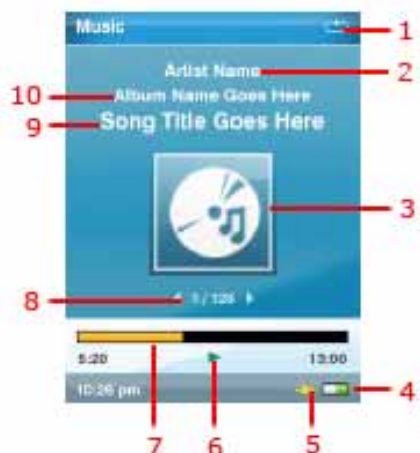 Music
1
Artist Name
2
10
Album Name Goes Here
9
Song Title Goes Here
3
8
1 / 126
5:20
13:00
10:26 pm
4
7
6
5